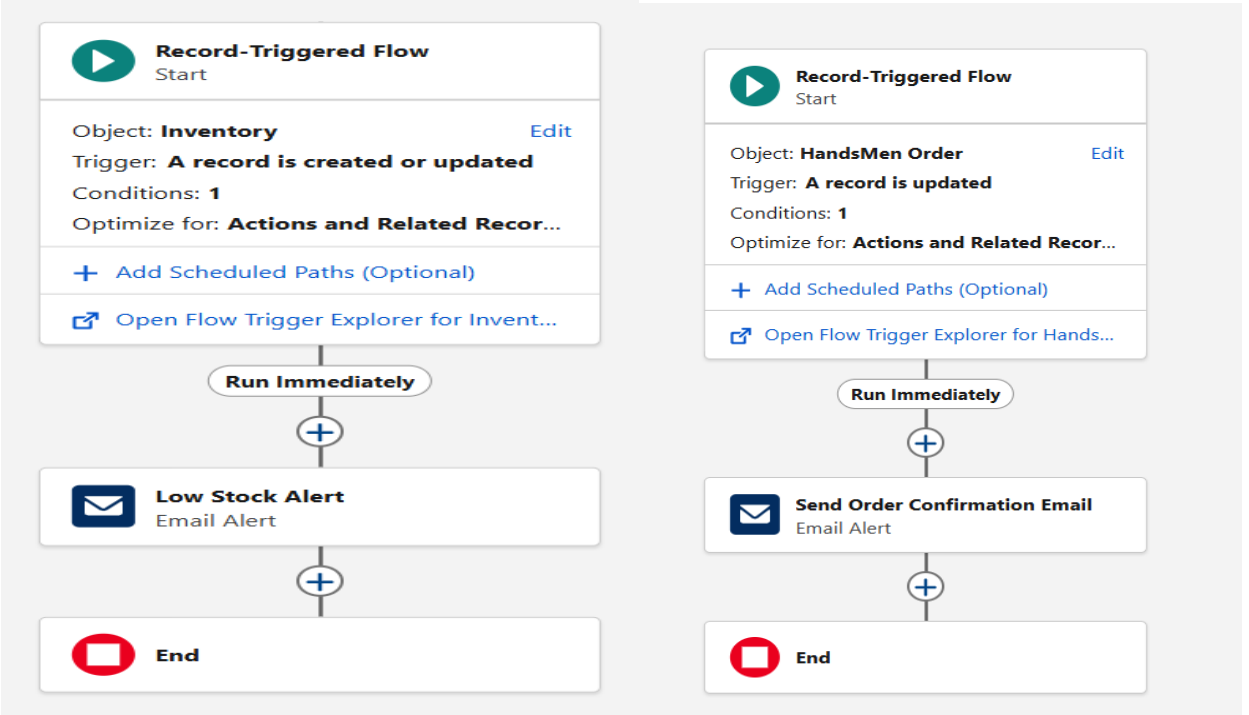 Record-Triggered Flow
Start
Object: Inventory
Edit
Trigger: A record is created or updated
Conditions: 1
Optimize for: Actions and Related Recor...
Add Scheduled Paths (Optional)
Open Flow Trigger Explorer for Invent...
Run Immediately
Low Stock Alert
Email Alert
End
Record-Triggered Flow
Start
Object: HandsMen Order
Edit
Trigger: A record is updated
Conditions: 1
Optimize for: Actions and Related Recor...
Add Scheduled Paths (Optional)
Open Flow Trigger Explorer for Hands...
Run Immediately
Send Order Confirmation Email
Email Alert
End